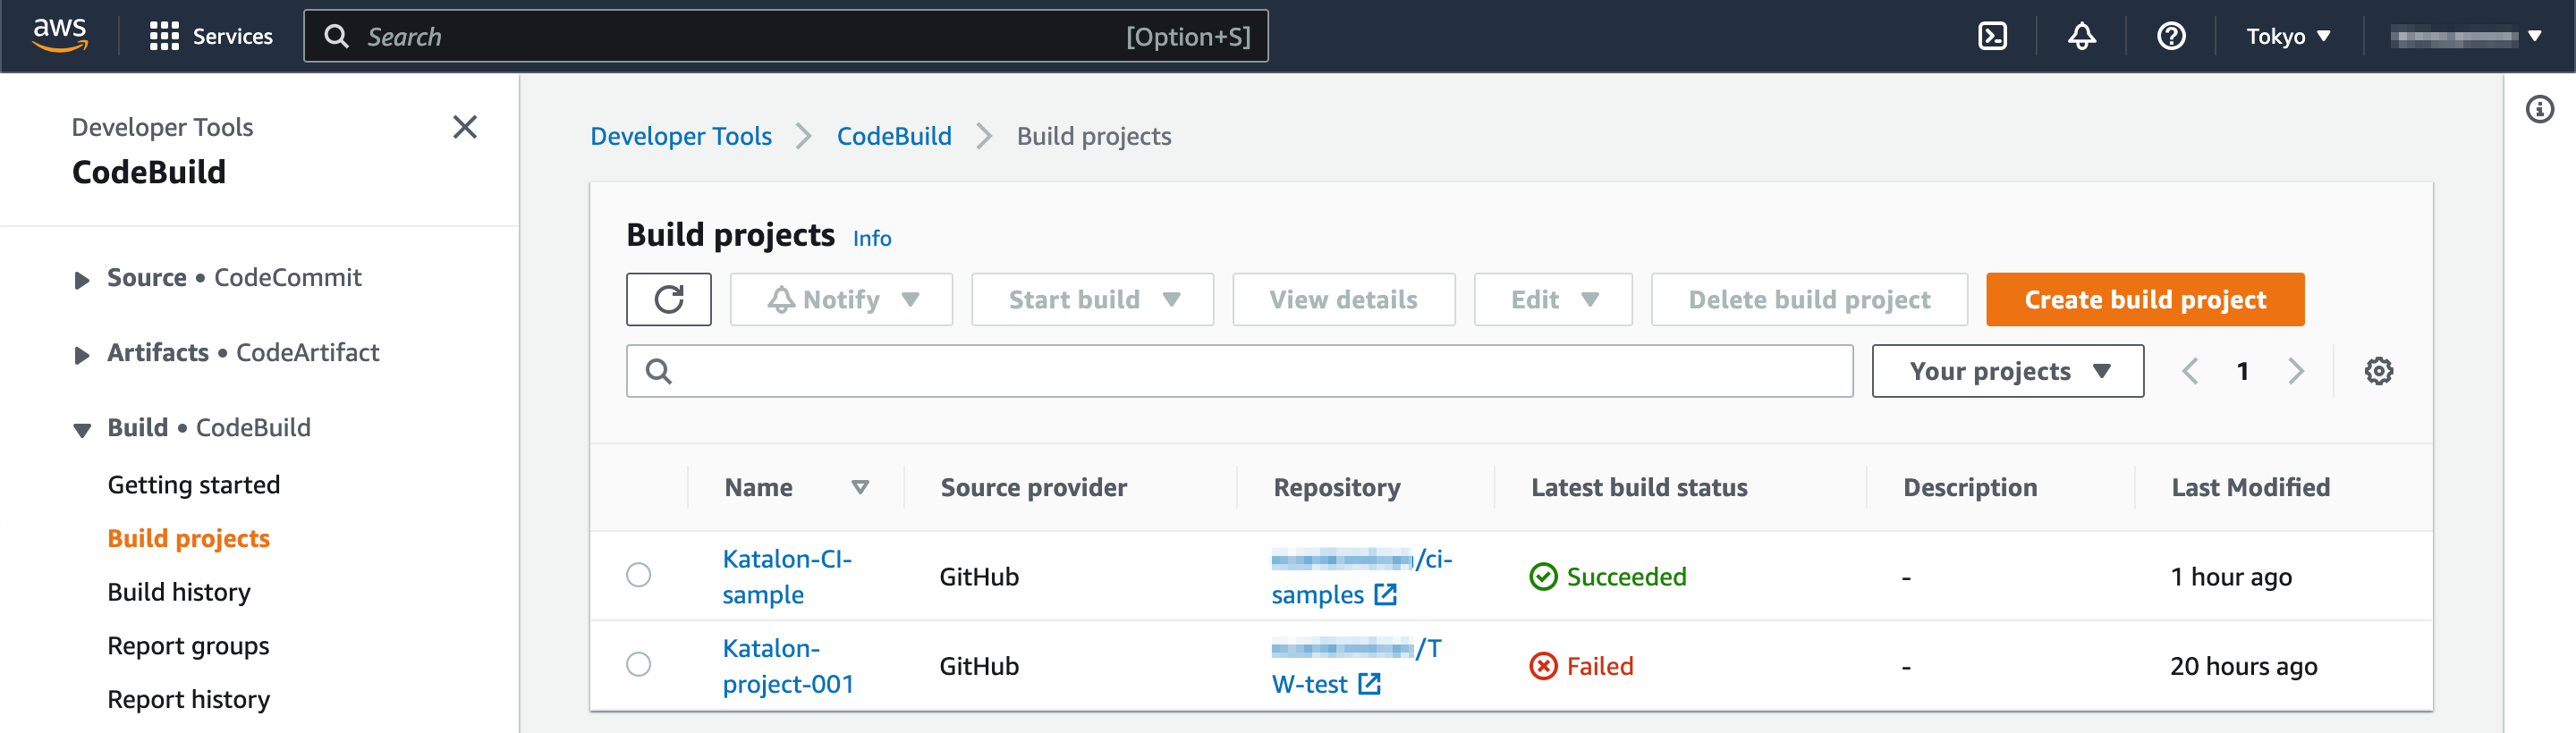 aws
Services
Search
[Option+S]
Tokyo
Developer Tools
CodeBuild
Source • CodeCommit
Artifacts • CodeArtifact
Build • CodeBuild
Getting started
Build projects
Build history
Report groups
Report history
Developer Tools
CodeBuild
Build projects
Build projects Info
Notify
Start build
View details
Edit
Delete build project
Create build project
Your projects
1
Name
Source provider
Repository
Latest build status
Description
Last Modified
Katalon-CI-
sample
GitHub
/ci-
samples
Succeeded
-
1 hour ago
Katalon-
project-001
GitHub
/T
W-test
Failed
-
20 hours ago